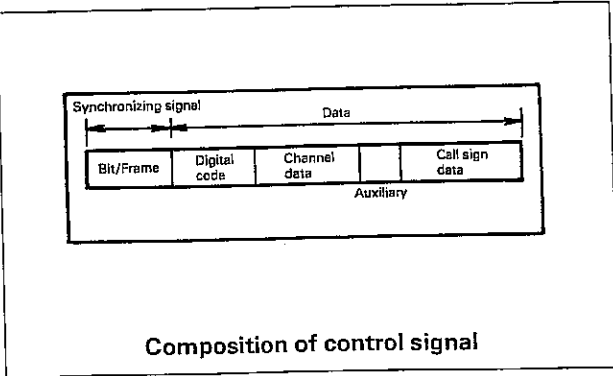 Synchronizing signal
Data
Bit/Frame
Digital
code
Channel
data
Call sign
data
Auxiliary
Composition of control signal